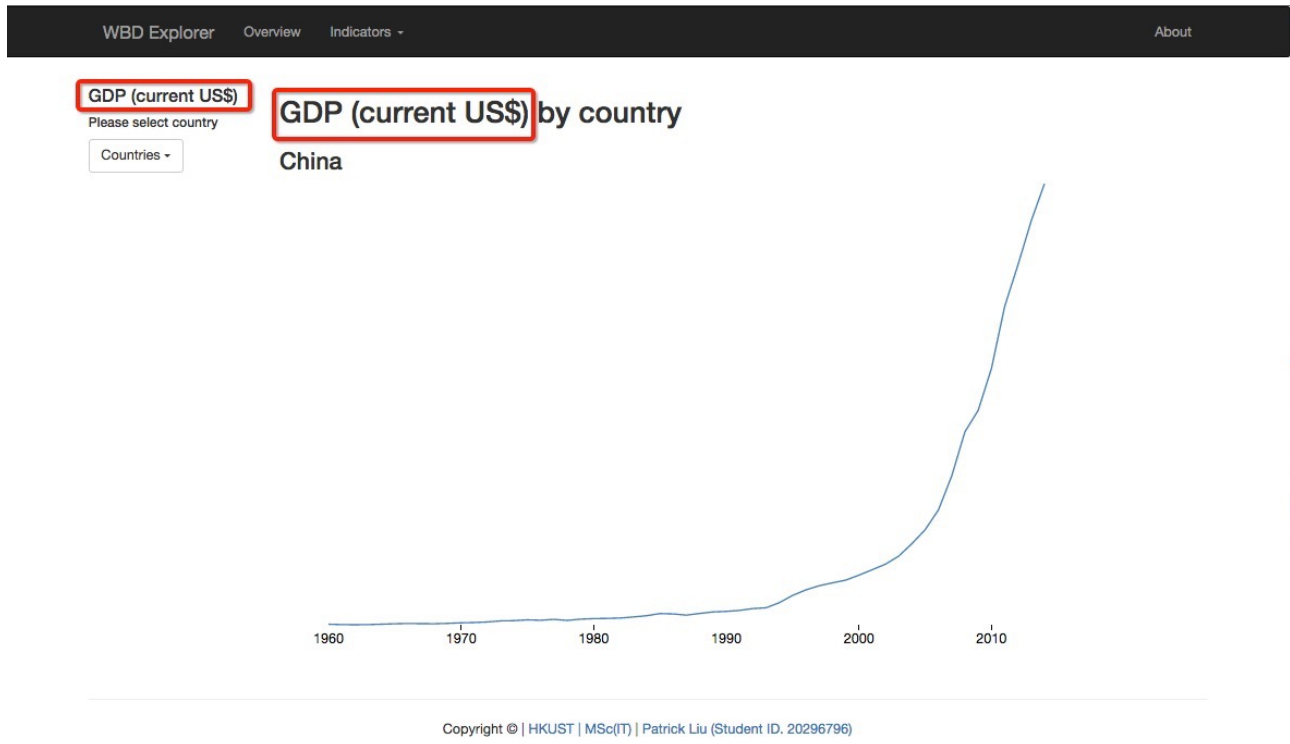 WBD Explorer Overview Indicators About
GDP (current US$)
Please select country
Countries
GDP (current US$) by country
China
1960 1970 1980 1990 2000 2010
Copyright © | HKUST | MSc(IT) | Patrick Liu (Student ID. 20296796)